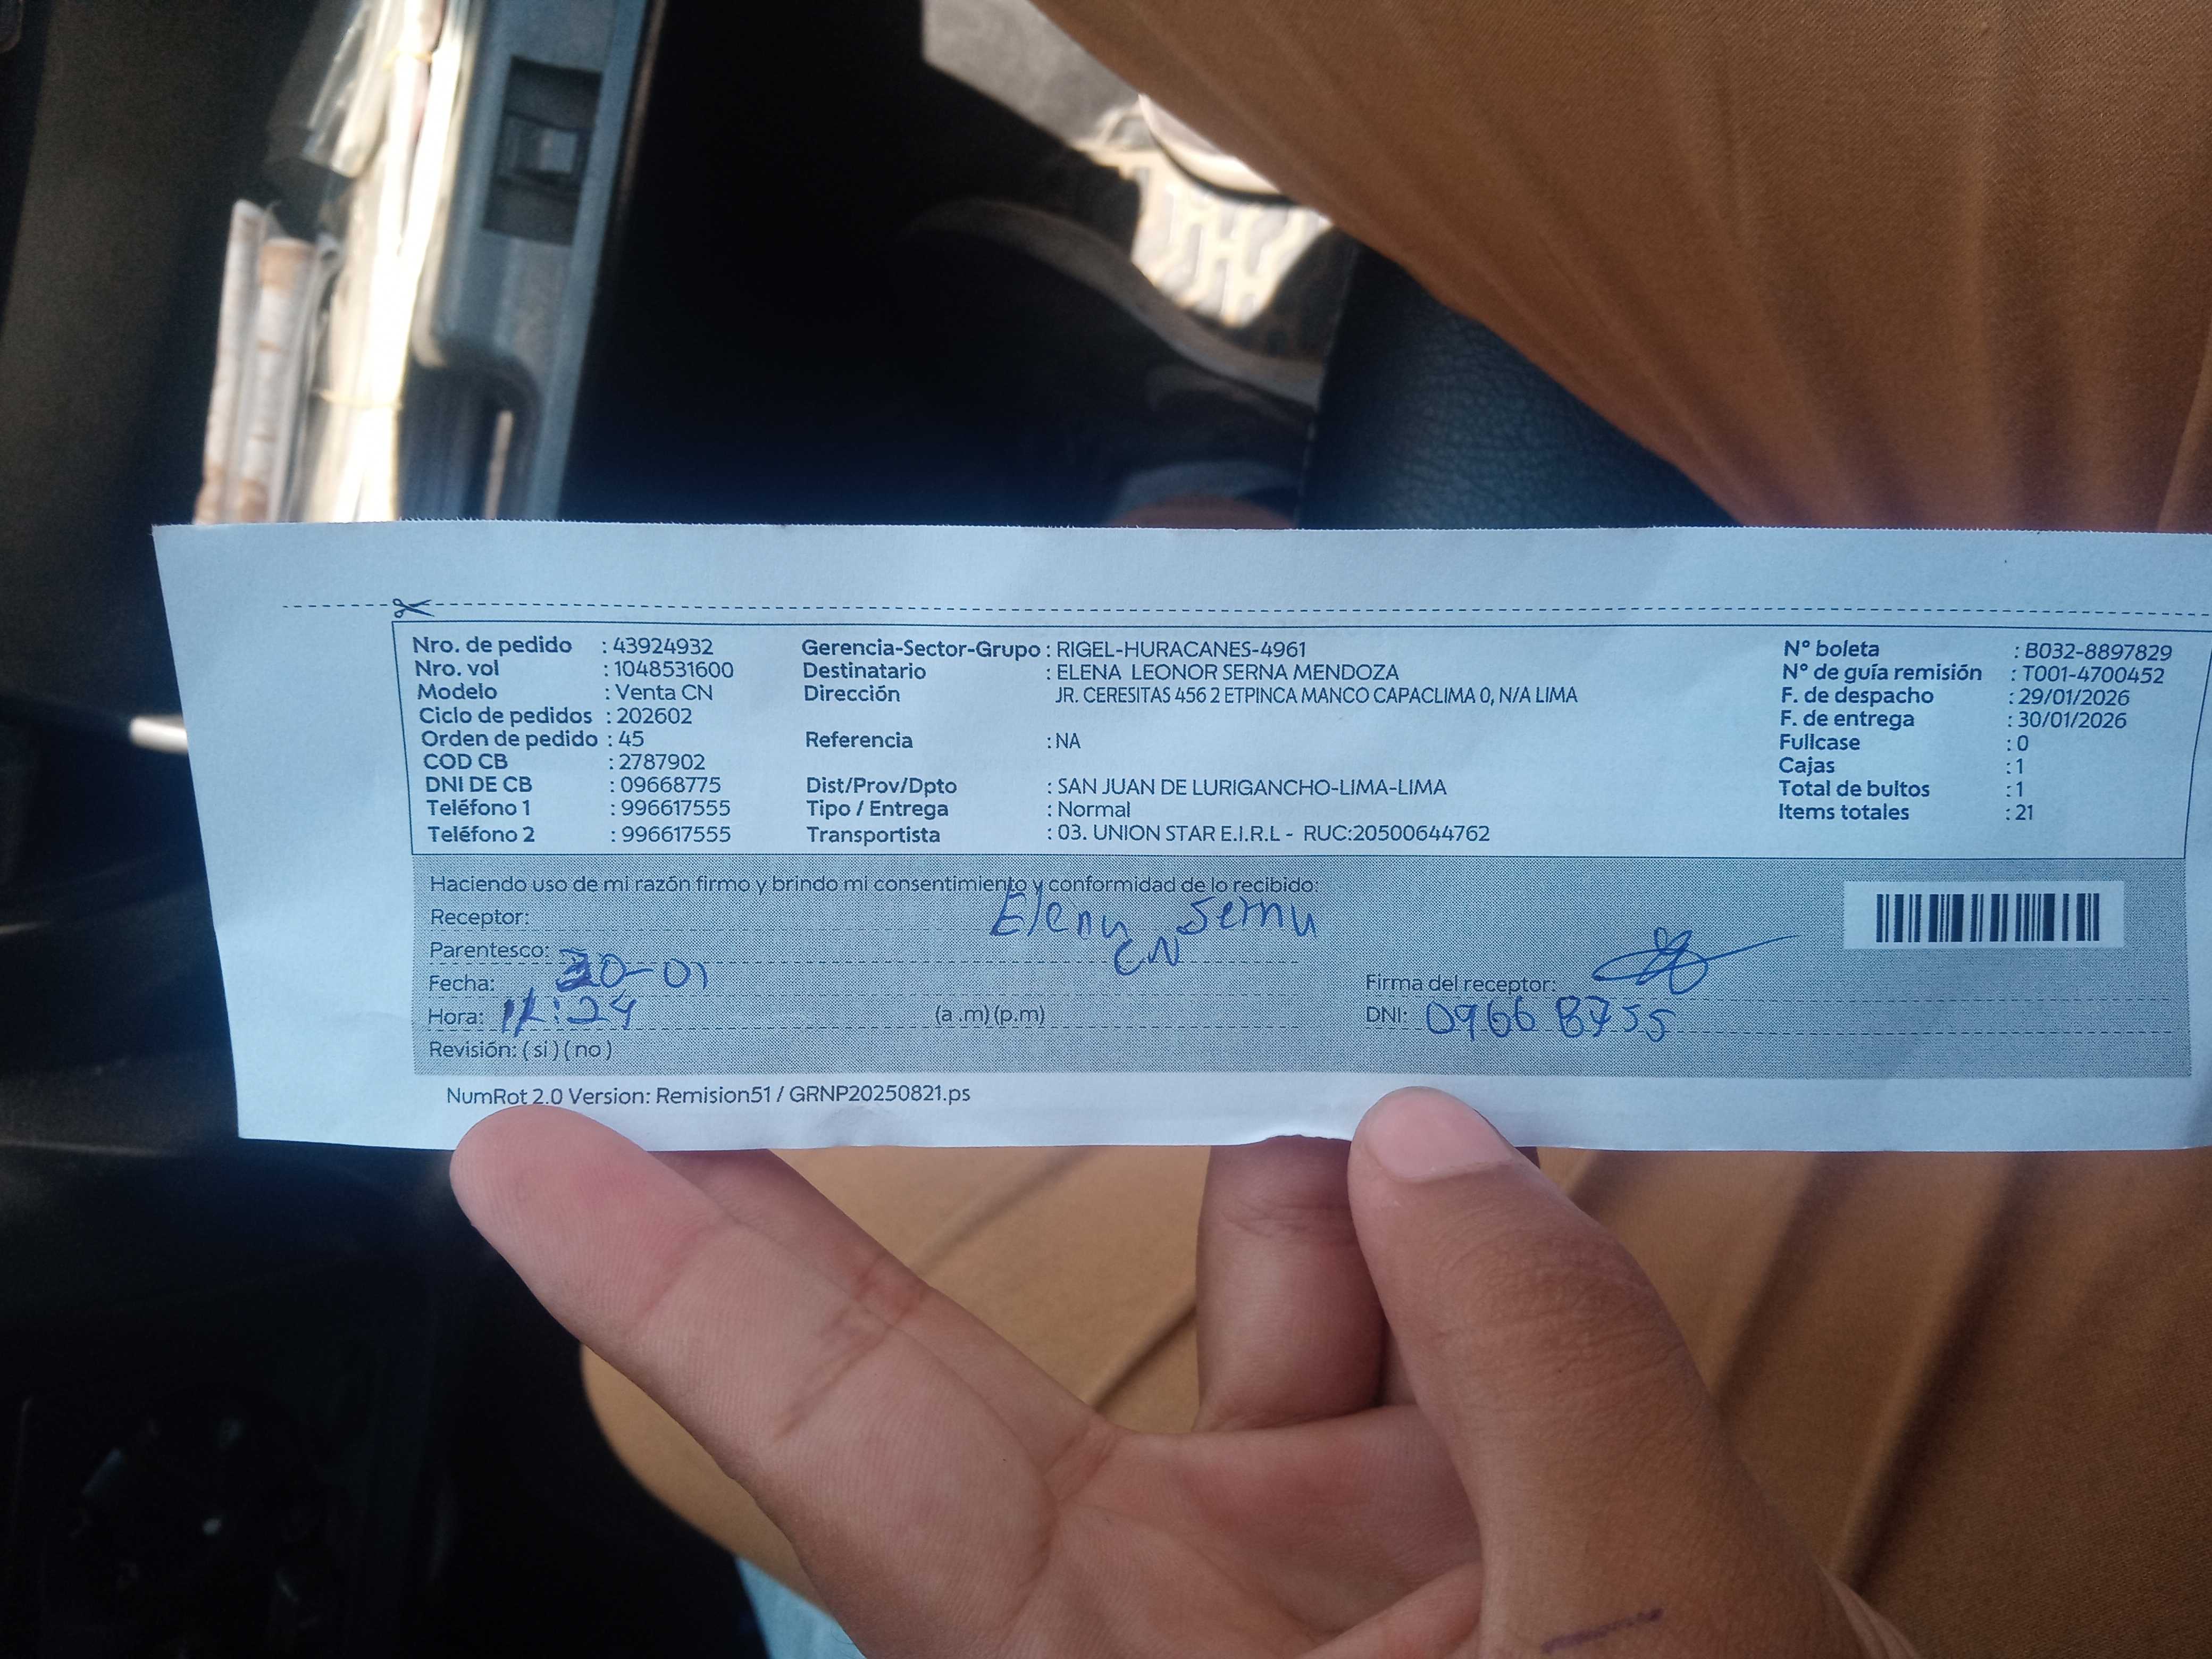 Nro. de pedido : 43924932 Gerencia-Sector-Grupo : RIGEL-HURACANES-4961 N° boleta : B032-8897829
Nro. vol : 1048531600 Destinatario : ELENA LEONOR SERNA MENDOZA N° de guía remisión : T001-4700452
Modelo : Venta CN Dirección JR. CERESITAS 456 2 ETPINCA MANCO CAPACLIMA 0, N/A LIMA F. de despacho : 29/01/2026
Ciclo de pedidos : 202602 F. de entrega : 30/01/2026
Orden de pedido : 45 Referencia : NA Fullcase : 0
COD CB : 2787902 Cajas : 1
DNI DE CB : 09668775 Dist/Prov/Dpto : SAN JUAN DE LURIGANCHO-LIMA-LIMA Total de bultos : 1
Teléfono 1 : 996617555 Tipo / Entrega : Normal Items totales : 21
Teléfono 2 : 996617555 Transportista : 03. UNION STAR E.I.R.L - RUC:20500644762
Haciendo uso de mi razón firmo y brindo mi consentimiento y conformidad de lo recibido:
Receptor: Elena Serna
Parentesco: CN
Fecha: 30-01 Firma del receptor:
Hora: :24 (a .m) (p.m) DNI: 09668755
Revisión: ( si ) ( no )
NumRot 2.0 Version: Remision51 / GRNP20250821.ps